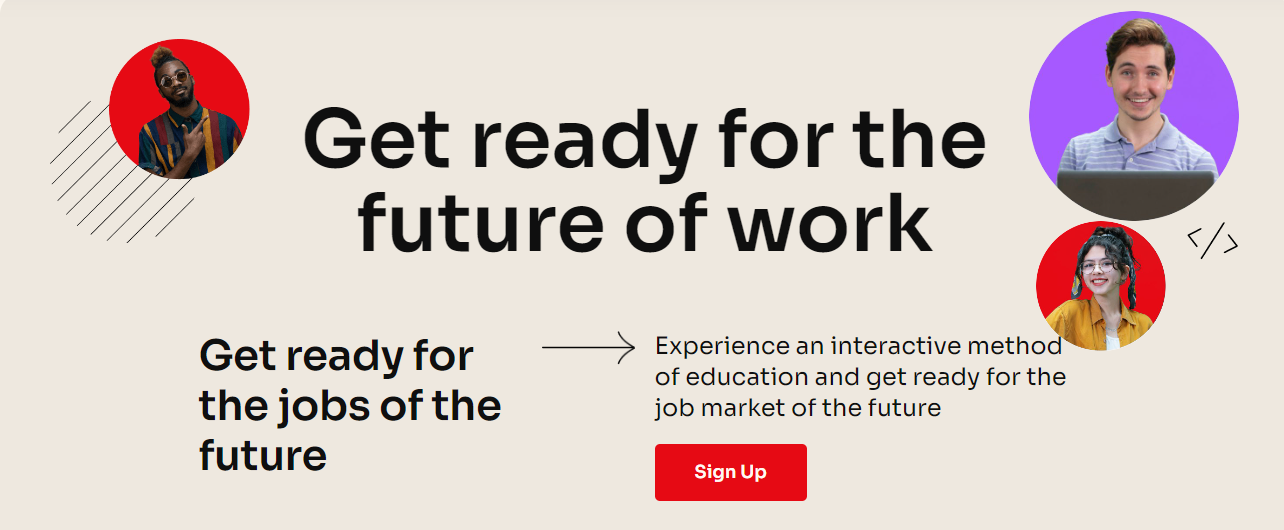 Get ready for the
future of work
Get ready for
the jobs of the
future
Experience an interactive method
of education and get ready for the
job market of the future
Sign Up